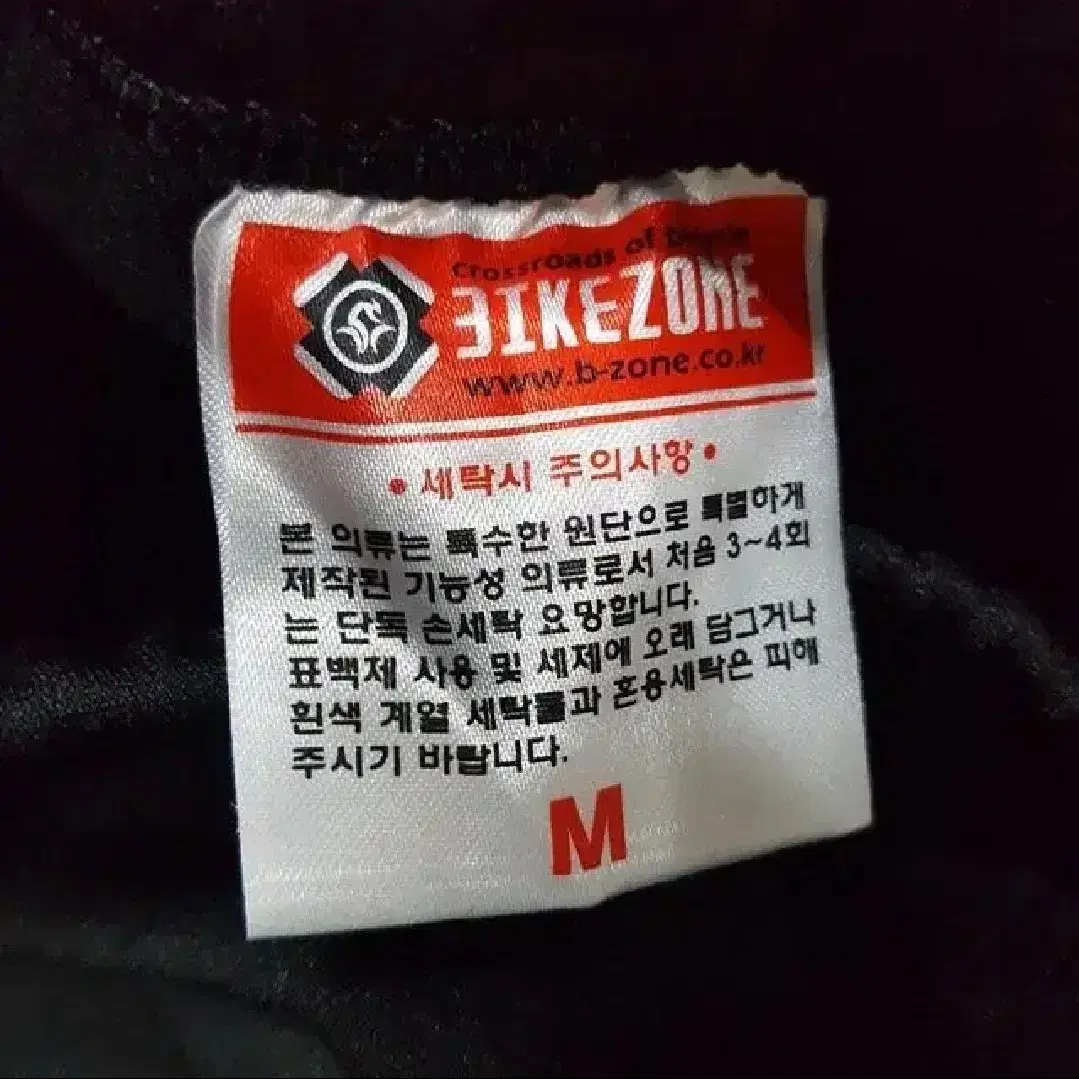 crossroads of bicycle
BIKEZONE
www.b-zone.co.kr
• 세탁시 주의사항 •
본 의류는 특수한 원단으로 특별하게
제작된 기능성 의류로서 처음 3~4회
는 단독 손세탁 요망합니다.
표백제 사용 및 세제에 오래 담그거나
흰색 계열 세탁물과 혼용세탁은 피해
주시기 바랍니다.
M